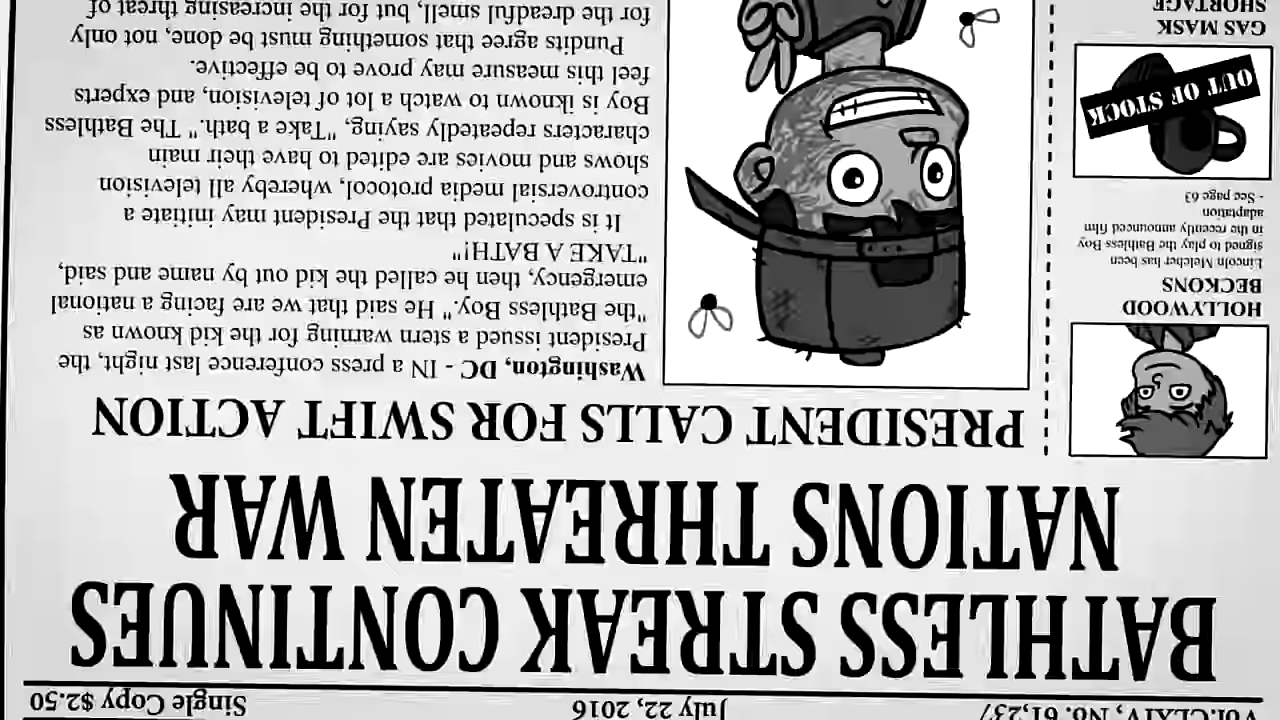 Vol. CLXIV, No. 61,237
July 22, 2016
Single Copy $2.50
BATHLESS STREAK CONTINUES
NATIONS THREATEN WAR
PRESIDENT CALLS FOR SWIFT ACTION
Washington, DC - IN a press conference last night, the
President issued a stern warning for the kid known as
"the Bathless Boy." He said that we are facing a national
emergency, then he called the kid out by name and said,
"TAKE A BATH!"
It is speculated that the President may initiate a
controversial media protocol, whereby all television
shows and movies are edited to have their main
characters repeatedly saying, "Take a bath." The Bathless
Boy is iknown to watch a lot of television, and experts
feel this measure may prove to be effective.
Pundits agree that something must be done, not only
for the dreadful smell, but for the increasing threat of
HOLLYWOOD
BECKONS
Lincoln Melcher has been
signed to play the Bathless Boy
in the recently announced film
adaptation
- See page 63
OUT OF STOCK
GAS MASK
SHORTAGE